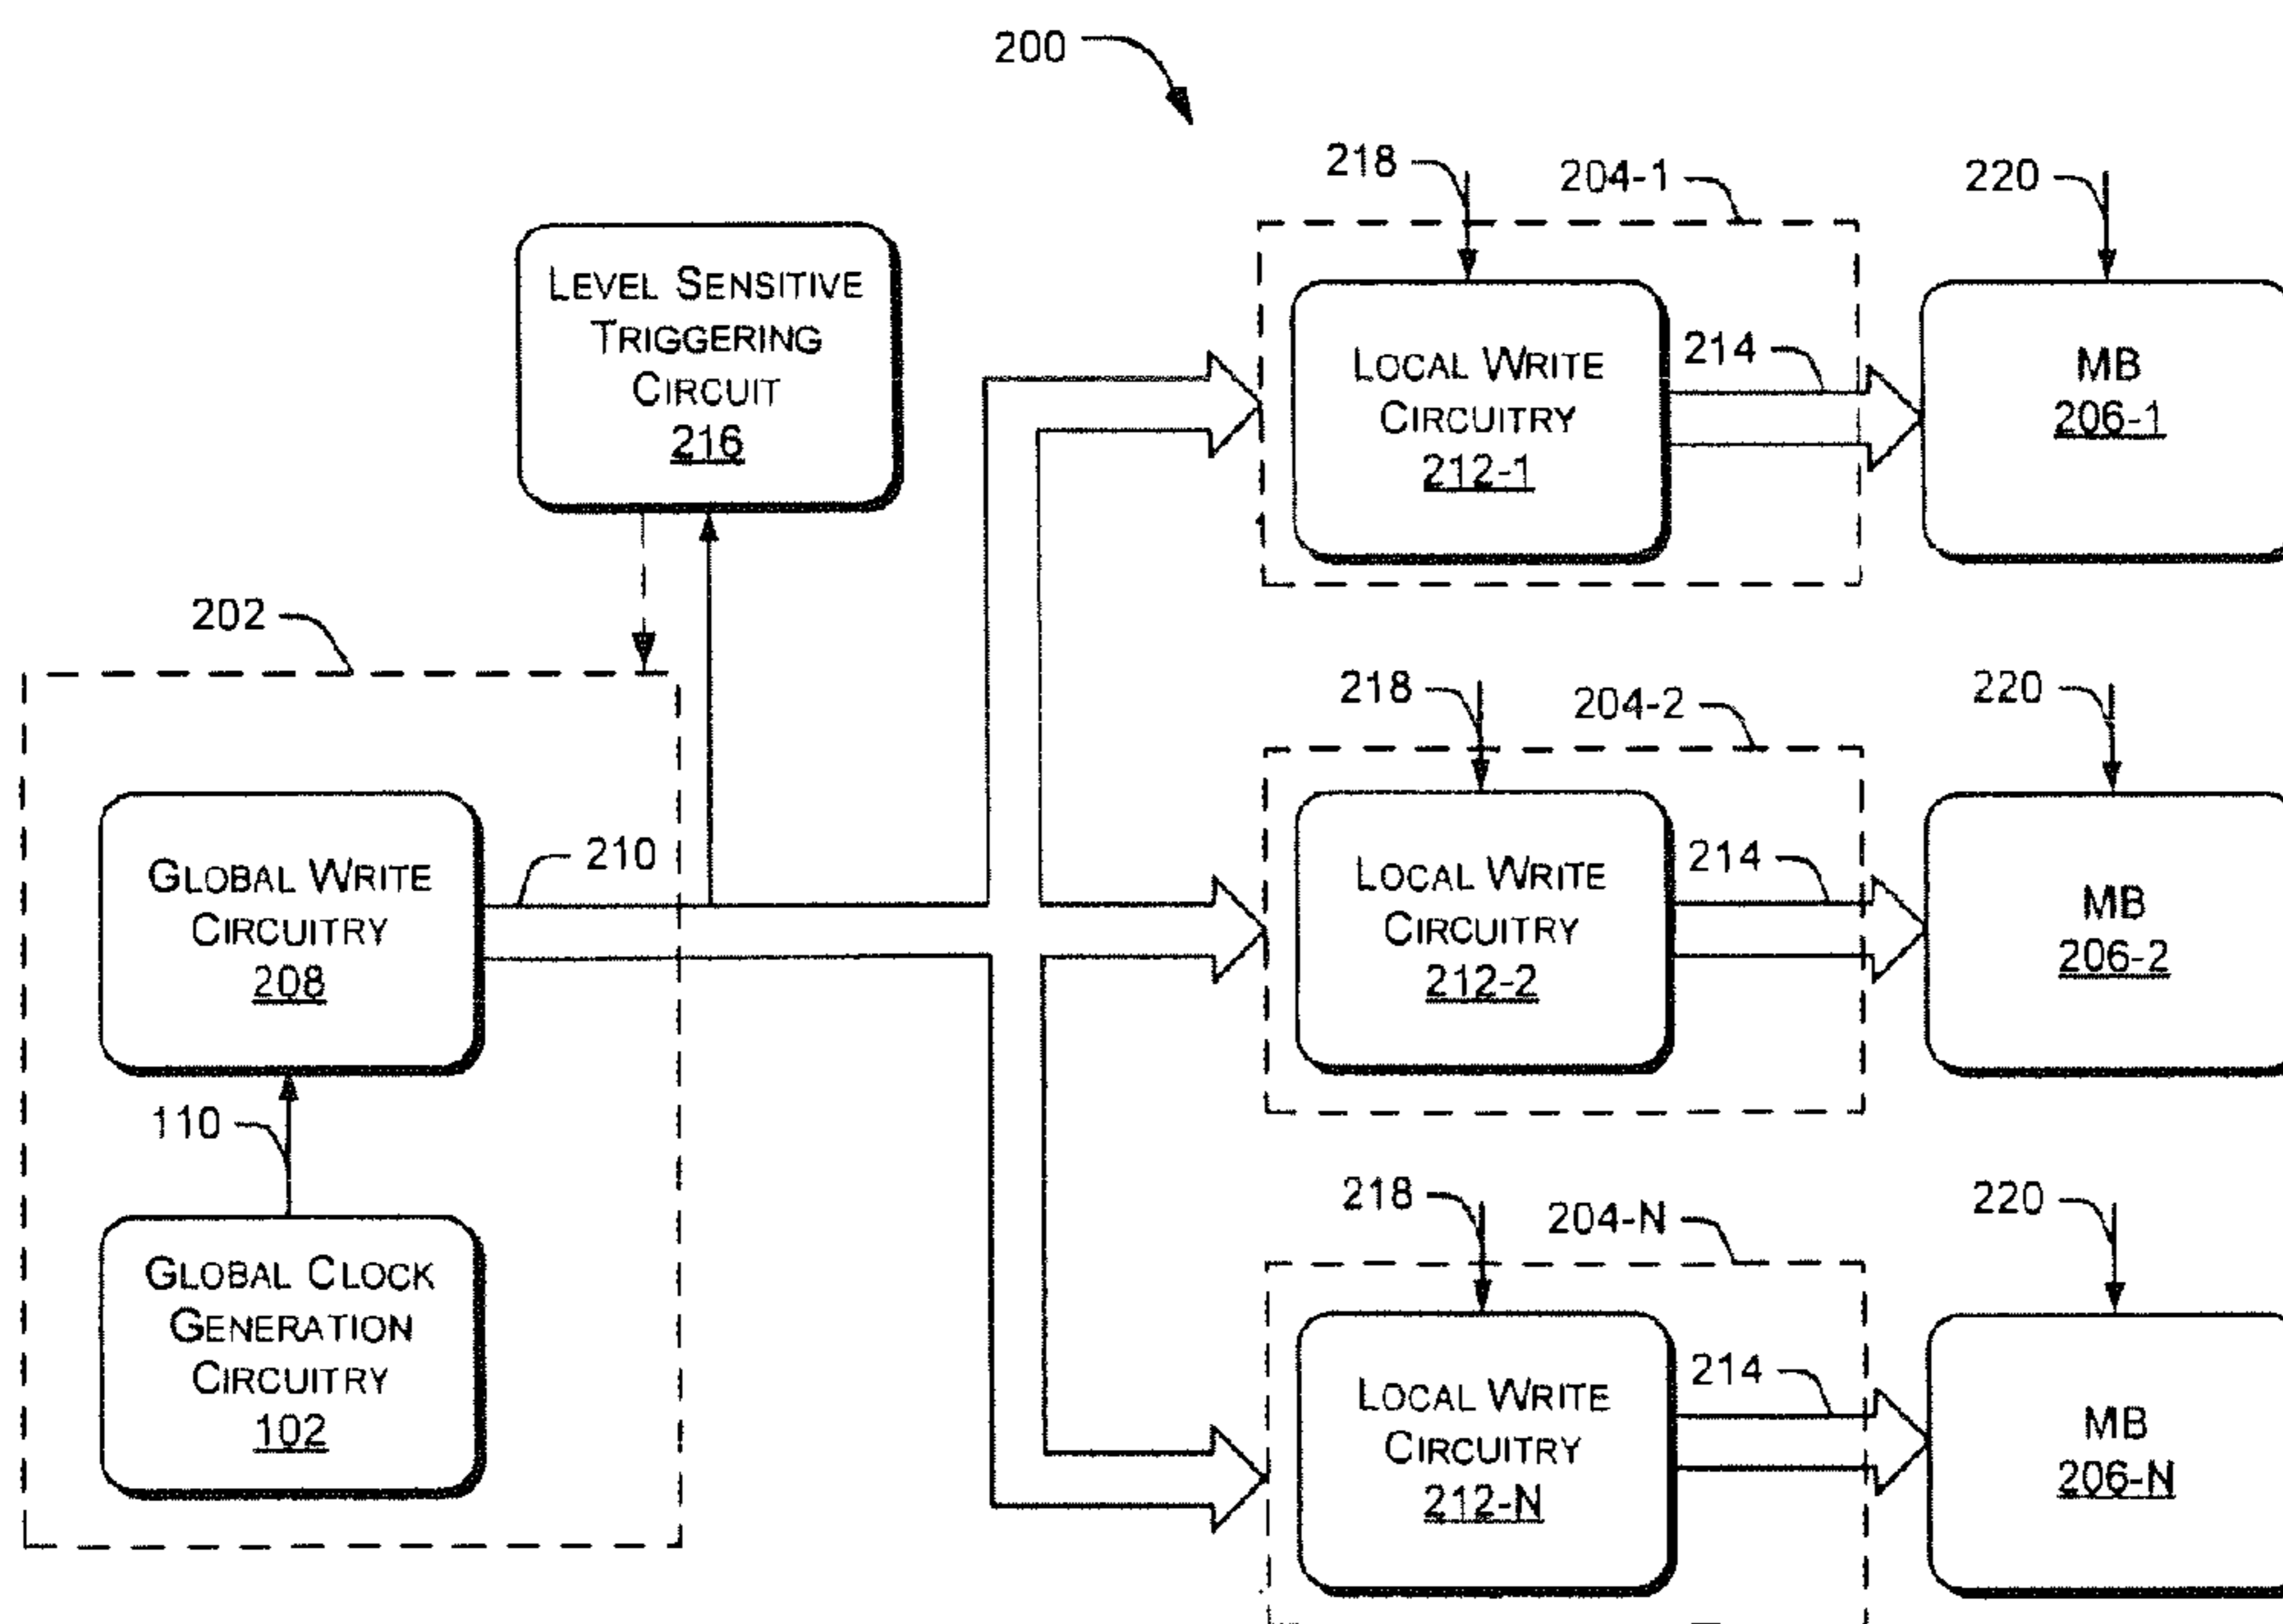 200
218
204-1
220
LEVEL SENSITIVE
TRIGGERING
CIRCUIT
216
LOCAL WRITE
CIRCUITRY
212-1
214
MB
206-1
202
218
204-2
220
GLOBAL WRITE
CIRCUITRY
208
210
LOCAL WRITE
CIRCUITRY
212-2
214
MB
206-2
110
218
204-N
220
GLOBAL CLOCK
GENERATION
CIRCUITRY
102
LOCAL WRITE
CIRCUITRY
212-N
214
MB
206-N